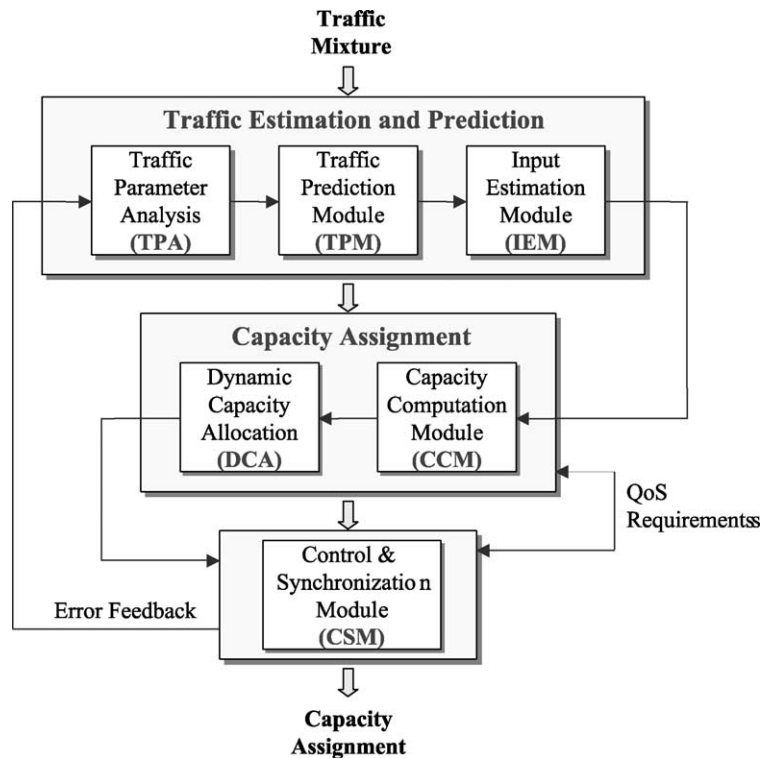 Traffic
Mixture
Traffic Estimation and Prediction
Traffic
Parameter
Analysis
(TPA)
Traffic
Prediction
Module
(TPM)
Input
Estimation
Module
(IEM)
Capacity Assignment
Dynamic
Capacity
Allocation
(DCA)
Capacity
Computation
Module
(CCM)
QoS
Requirementss
Control &
Synchronization
Module
(CSM)
Error Feedback
Capacity
Assignment